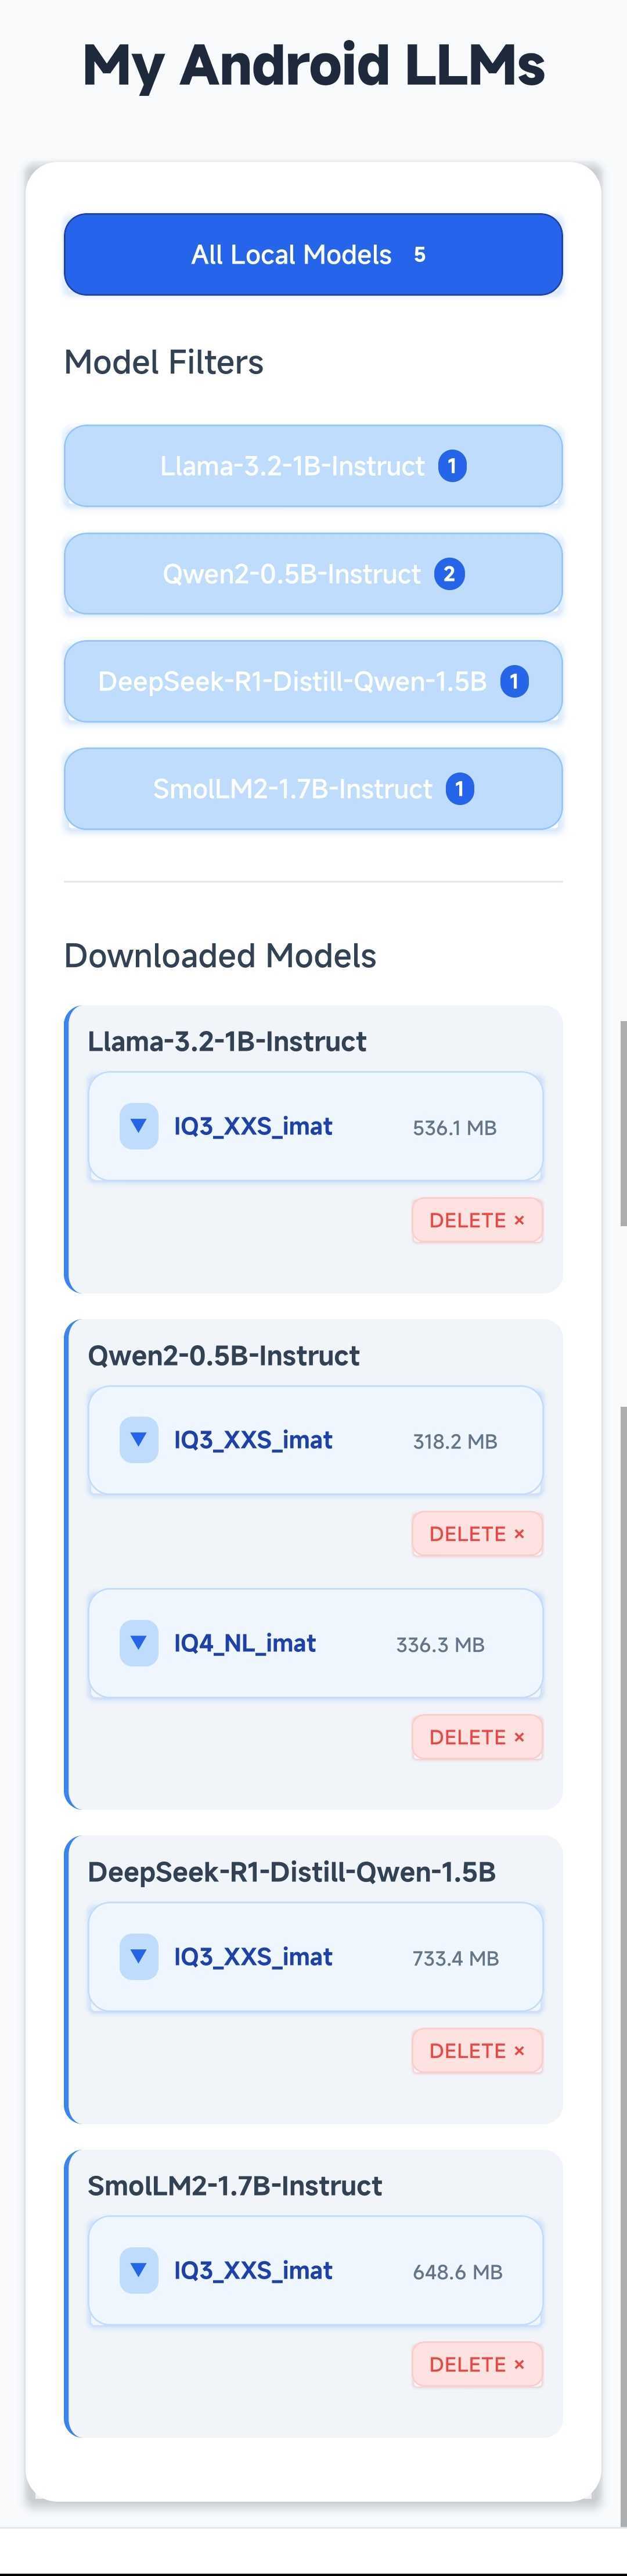 My Android LLMs
All Local Models 5
Model Filters
Llama-3.2-1B-Instruct 1
Qwen2-0.5B-Instruct 2
DeepSeek-R1-Distill-Qwen-1.5B 1
SmolLM2-1.7B-Instruct 1
Downloaded Models
Llama-3.2-1B-Instruct
▼ IQ3_XXS_imat 536.1 MB
DELETE ×
Qwen2-0.5B-Instruct
▼ IQ3_XXS_imat 318.2 MB
DELETE ×
▼ IQ4_NL_imat 336.3 MB
DELETE ×
DeepSeek-R1-Distill-Qwen-1.5B
▼ IQ3_XXS_imat 733.4 MB
DELETE ×
SmolLM2-1.7B-Instruct
▼ IQ3_XXS_imat 648.6 MB
DELETE ×